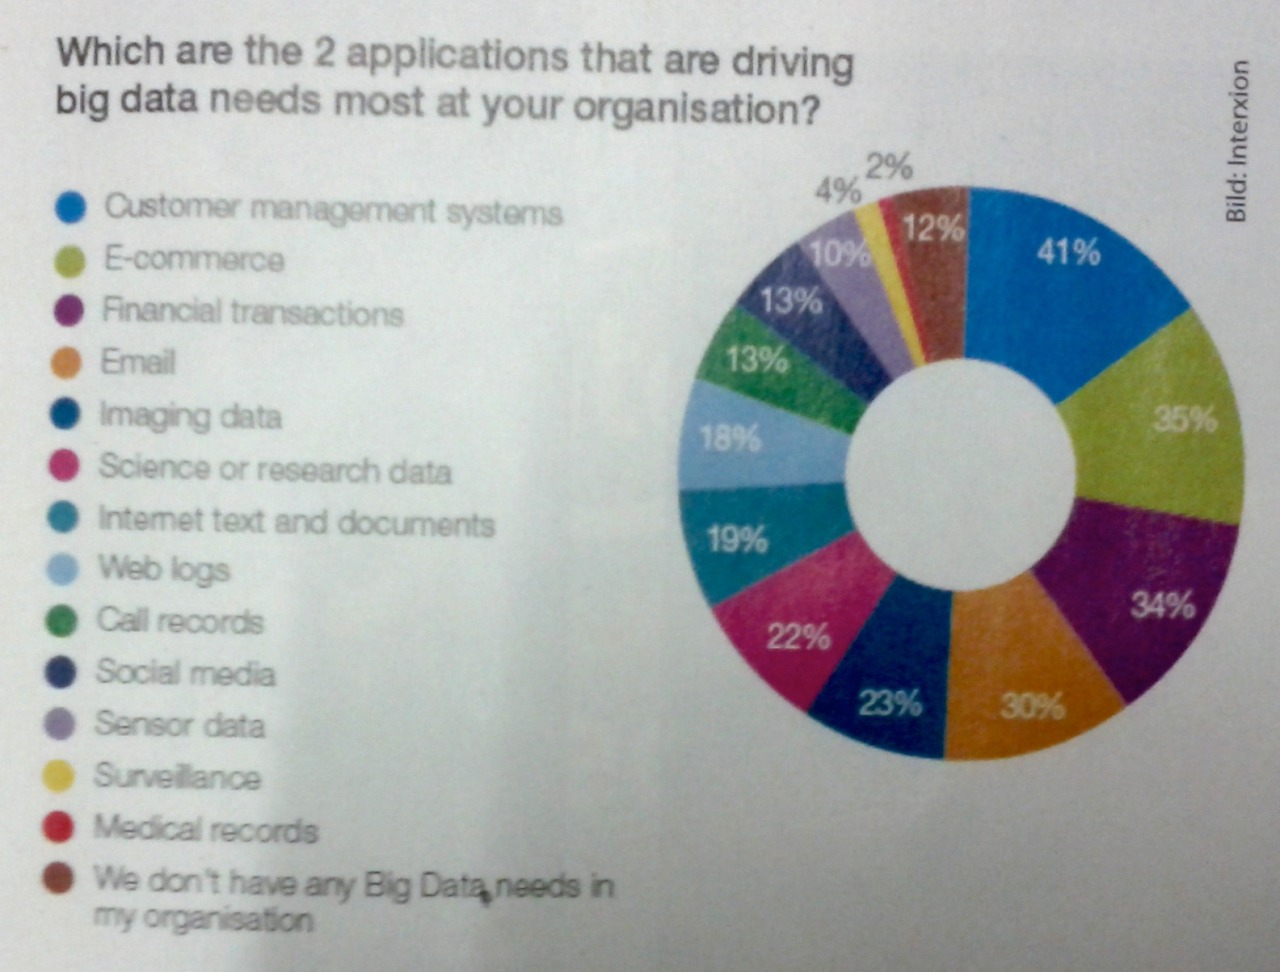 Which are the 2 applications that are driving
big data needs most at your organisation?
Bild: Interxion
Customer management systems
E-commerce
Financial transactions
Email
Imaging data
Science or research data
Internet text and documents
Web logs
Call records
Social media
Sensor data
Surveillance
Medical records
We don't have any Big Data needs in
my organisation
41%
35%
34%
30%
23%
22%
19%
18%
13%
13%
10%
4%
2%
12%